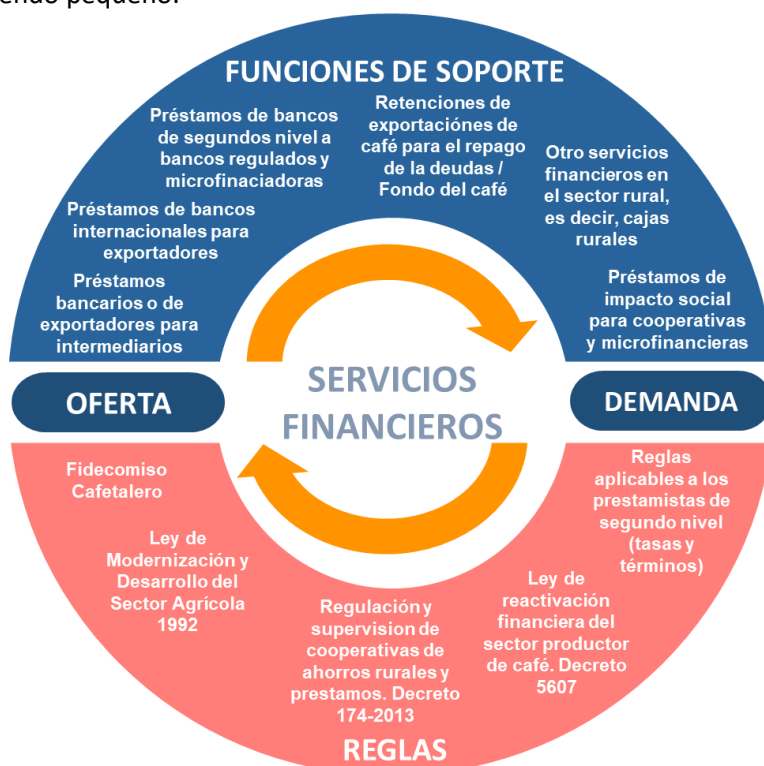 pequeño.
FUNCIONES DE SOPORTE
Préstamos de bancos
de segundos nivel a
bancos regulados y
microfinaciadoras
Retenciones de
exportaciónes de
café para el repago
de la deudas /
Fondo del café
Otro servicios
financieros en
el sector rural,
es decir, cajas
rurales
Préstamos de bancos
internacionales para
exportadores
Préstamos
bancarios o de
exportadores para
intermediarios
Préstamos de
impacto social
para cooperativas
y microfinancieras
OFERTA
SERVICIOS
FINANCIEROS
DEMANDA
Fidecomiso
Cafetalero
Ley de
Modernización y
Desarrollo del
Sector Agrícola
1992
Regulación y
supervision de
cooperativas de
ahorros rurales y
prestamos. Decreto
174-2013
Ley de
reactivación
financiera del
sector productor
de café. Decreto
5607
Reglas
aplicables a los
prestamistas de
segundo nivel
(tasas y
términos)
REGLAS